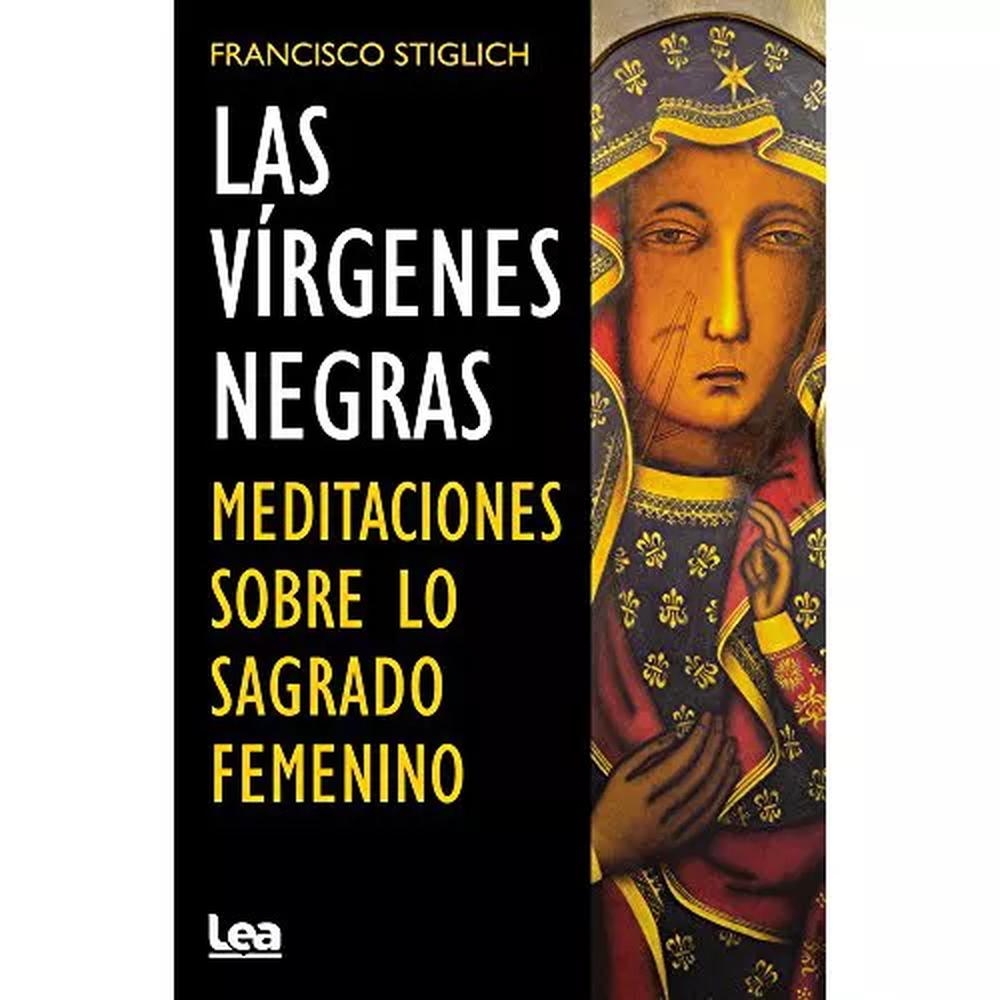 FRANCISCO STIGLICH
LAS
VÍRGENES
NEGRAS
MEDITACIONES
SOBRE LO
SAGRADO
FEMENINO
Lea